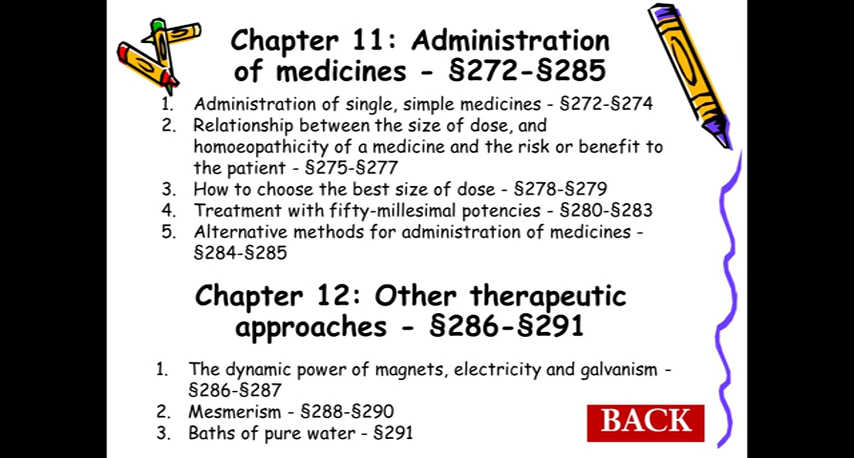 Chapter 11: Administration
of medicines - §272-§285
1. Administration of single, simple medicines - §272-§274
2. Relationship between the size of dose, and
homoeopathicity of a medicine and the risk or benefit to
the patient - §275-§277
3. How to choose the best size of dose - §278-§279
4. Treatment with fifty-millesimal potencies - §280-§283
5. Alternative methods for administration of medicines -
§284-§285
Chapter 12: Other therapeutic
approaches - §286-§291
1. The dynamic power of magnets, electricity and galvanism -
§286-§287
2. Mesmerism - §288-§290
3. Baths of pure water - §291
BACK